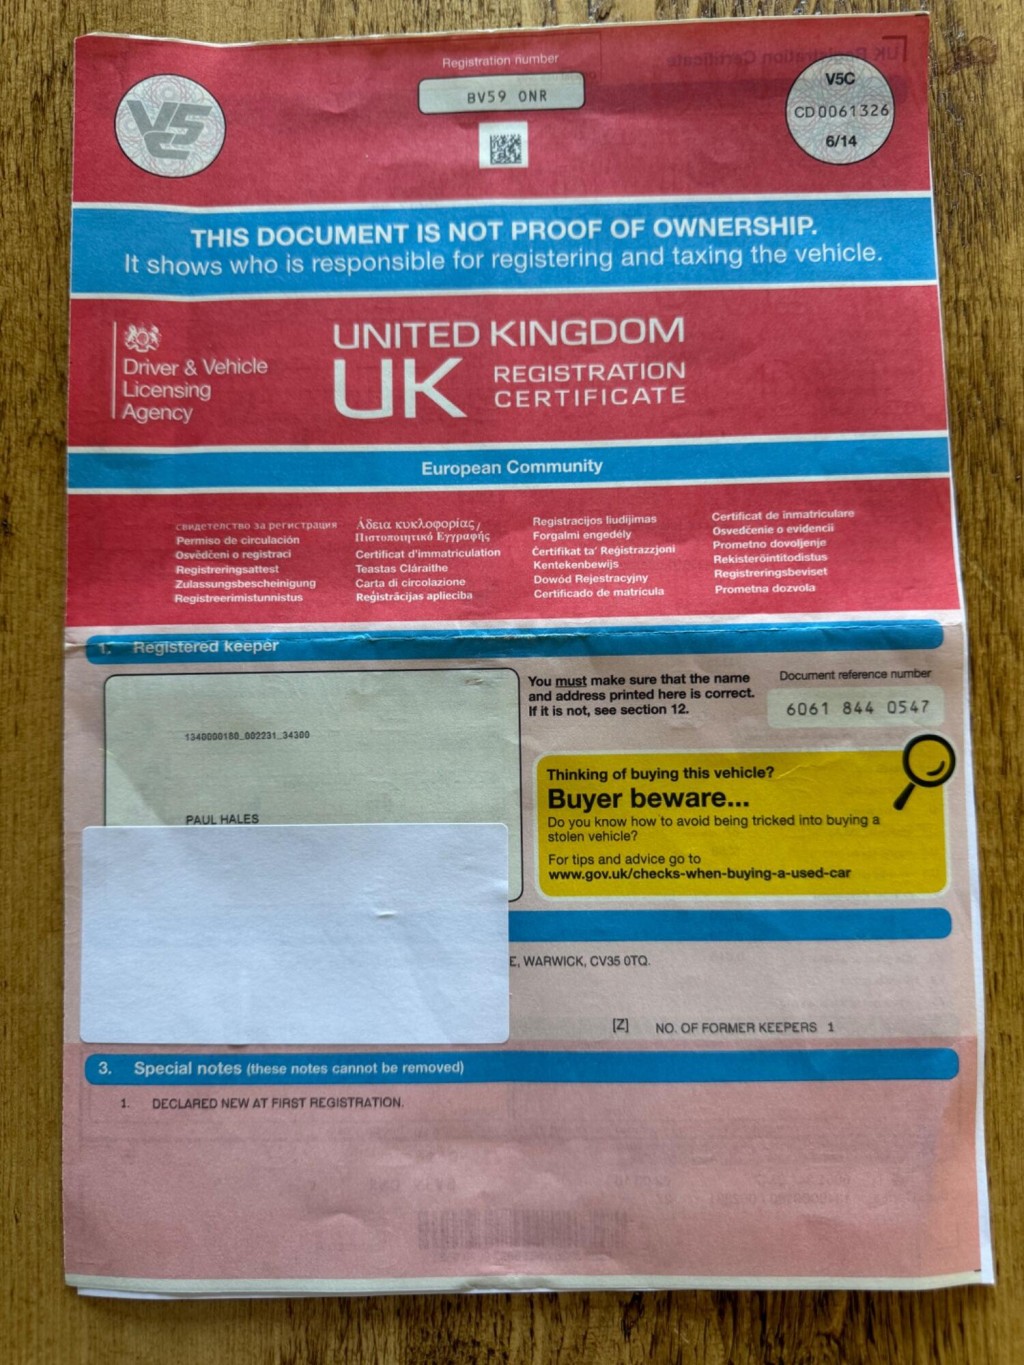 Registration number
BV59 ONR
V5C
V5C
CD0061326
6/14
THIS DOCUMENT IS NOT PROOF OF OWNERSHIP.
It shows who is responsible for registering and taxing the vehicle.
Driver & Vehicle
Licensing
Agency
UNITED KINGDOM
UK REGISTRATION
CERTIFICATE
European Community
свидетелство за регистрация
Permiso de circulación
Osvědčeni o registraci
Registreringsattest
Zulassungsbescheinigung
Registreerimistunnistus
Άδεια κυκλοφορίας /
Πιστοποιητικό Εγγραφής
Certificat d'immatriculation
Teastas Cláraithe
Carta di circolazione
Reģistrācijas apliecība
Registracijos liudijimas
Forgalmi engedély
Certifikat ta' Reġistrazzjoni
Kentekenbewijs
Dowód Rejestracyjny
Certificado de matrícula
Certificat de inmatriculare
Osvedčenie o evidencii
Prometno dovoljenje
Rekisteröintitodistus
Registreringsbeviset
Prometna dozvola
1. Registered keeper
1340000180_002231_34300
PAUL HALES
You must make sure that the name
and address printed here is correct.
If it is not, see section 12.
Document reference number
6061 844 0547
Thinking of buying this vehicle?
Buyer beware...
Do you know how to avoid being tricked into buying a
stolen vehicle?
For tips and advice go to
www.gov.uk/checks-when-buying-a-used-car
E, WARWICK, CV35 0TQ.
[Z] NO. OF FORMER KEEPERS 1
3. Special notes (these notes cannot be removed)
1. DECLARED NEW AT FIRST REGISTRATION.